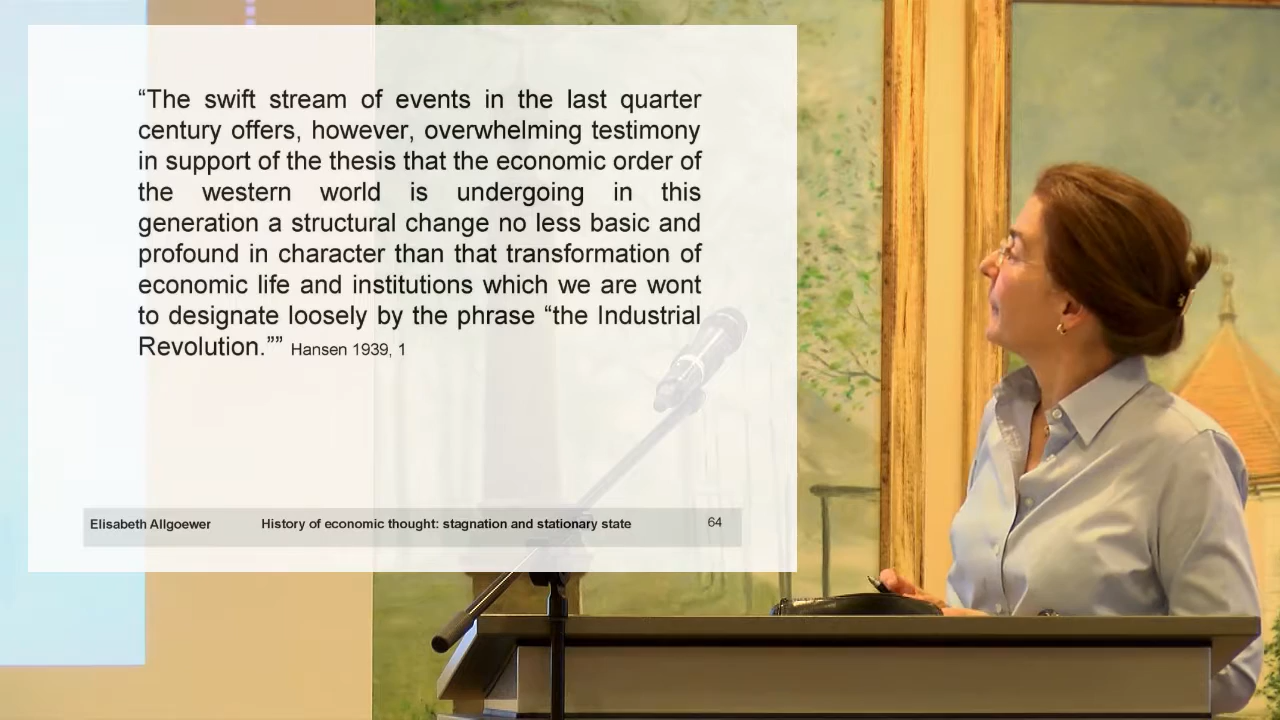 “The swift stream of events in the last quarter
century offers, however, overwhelming testimony
in support of the thesis that the economic order of
the western world is undergoing in this
generation a structural change no less basic and
profound in character than that transformation of
economic life and institutions which we are wont
to designate loosely by the phrase “the Industrial
Revolution.”” Hansen 1939, 1
Elisabeth Allgoewer History of economic thought: stagnation and stationary state 64